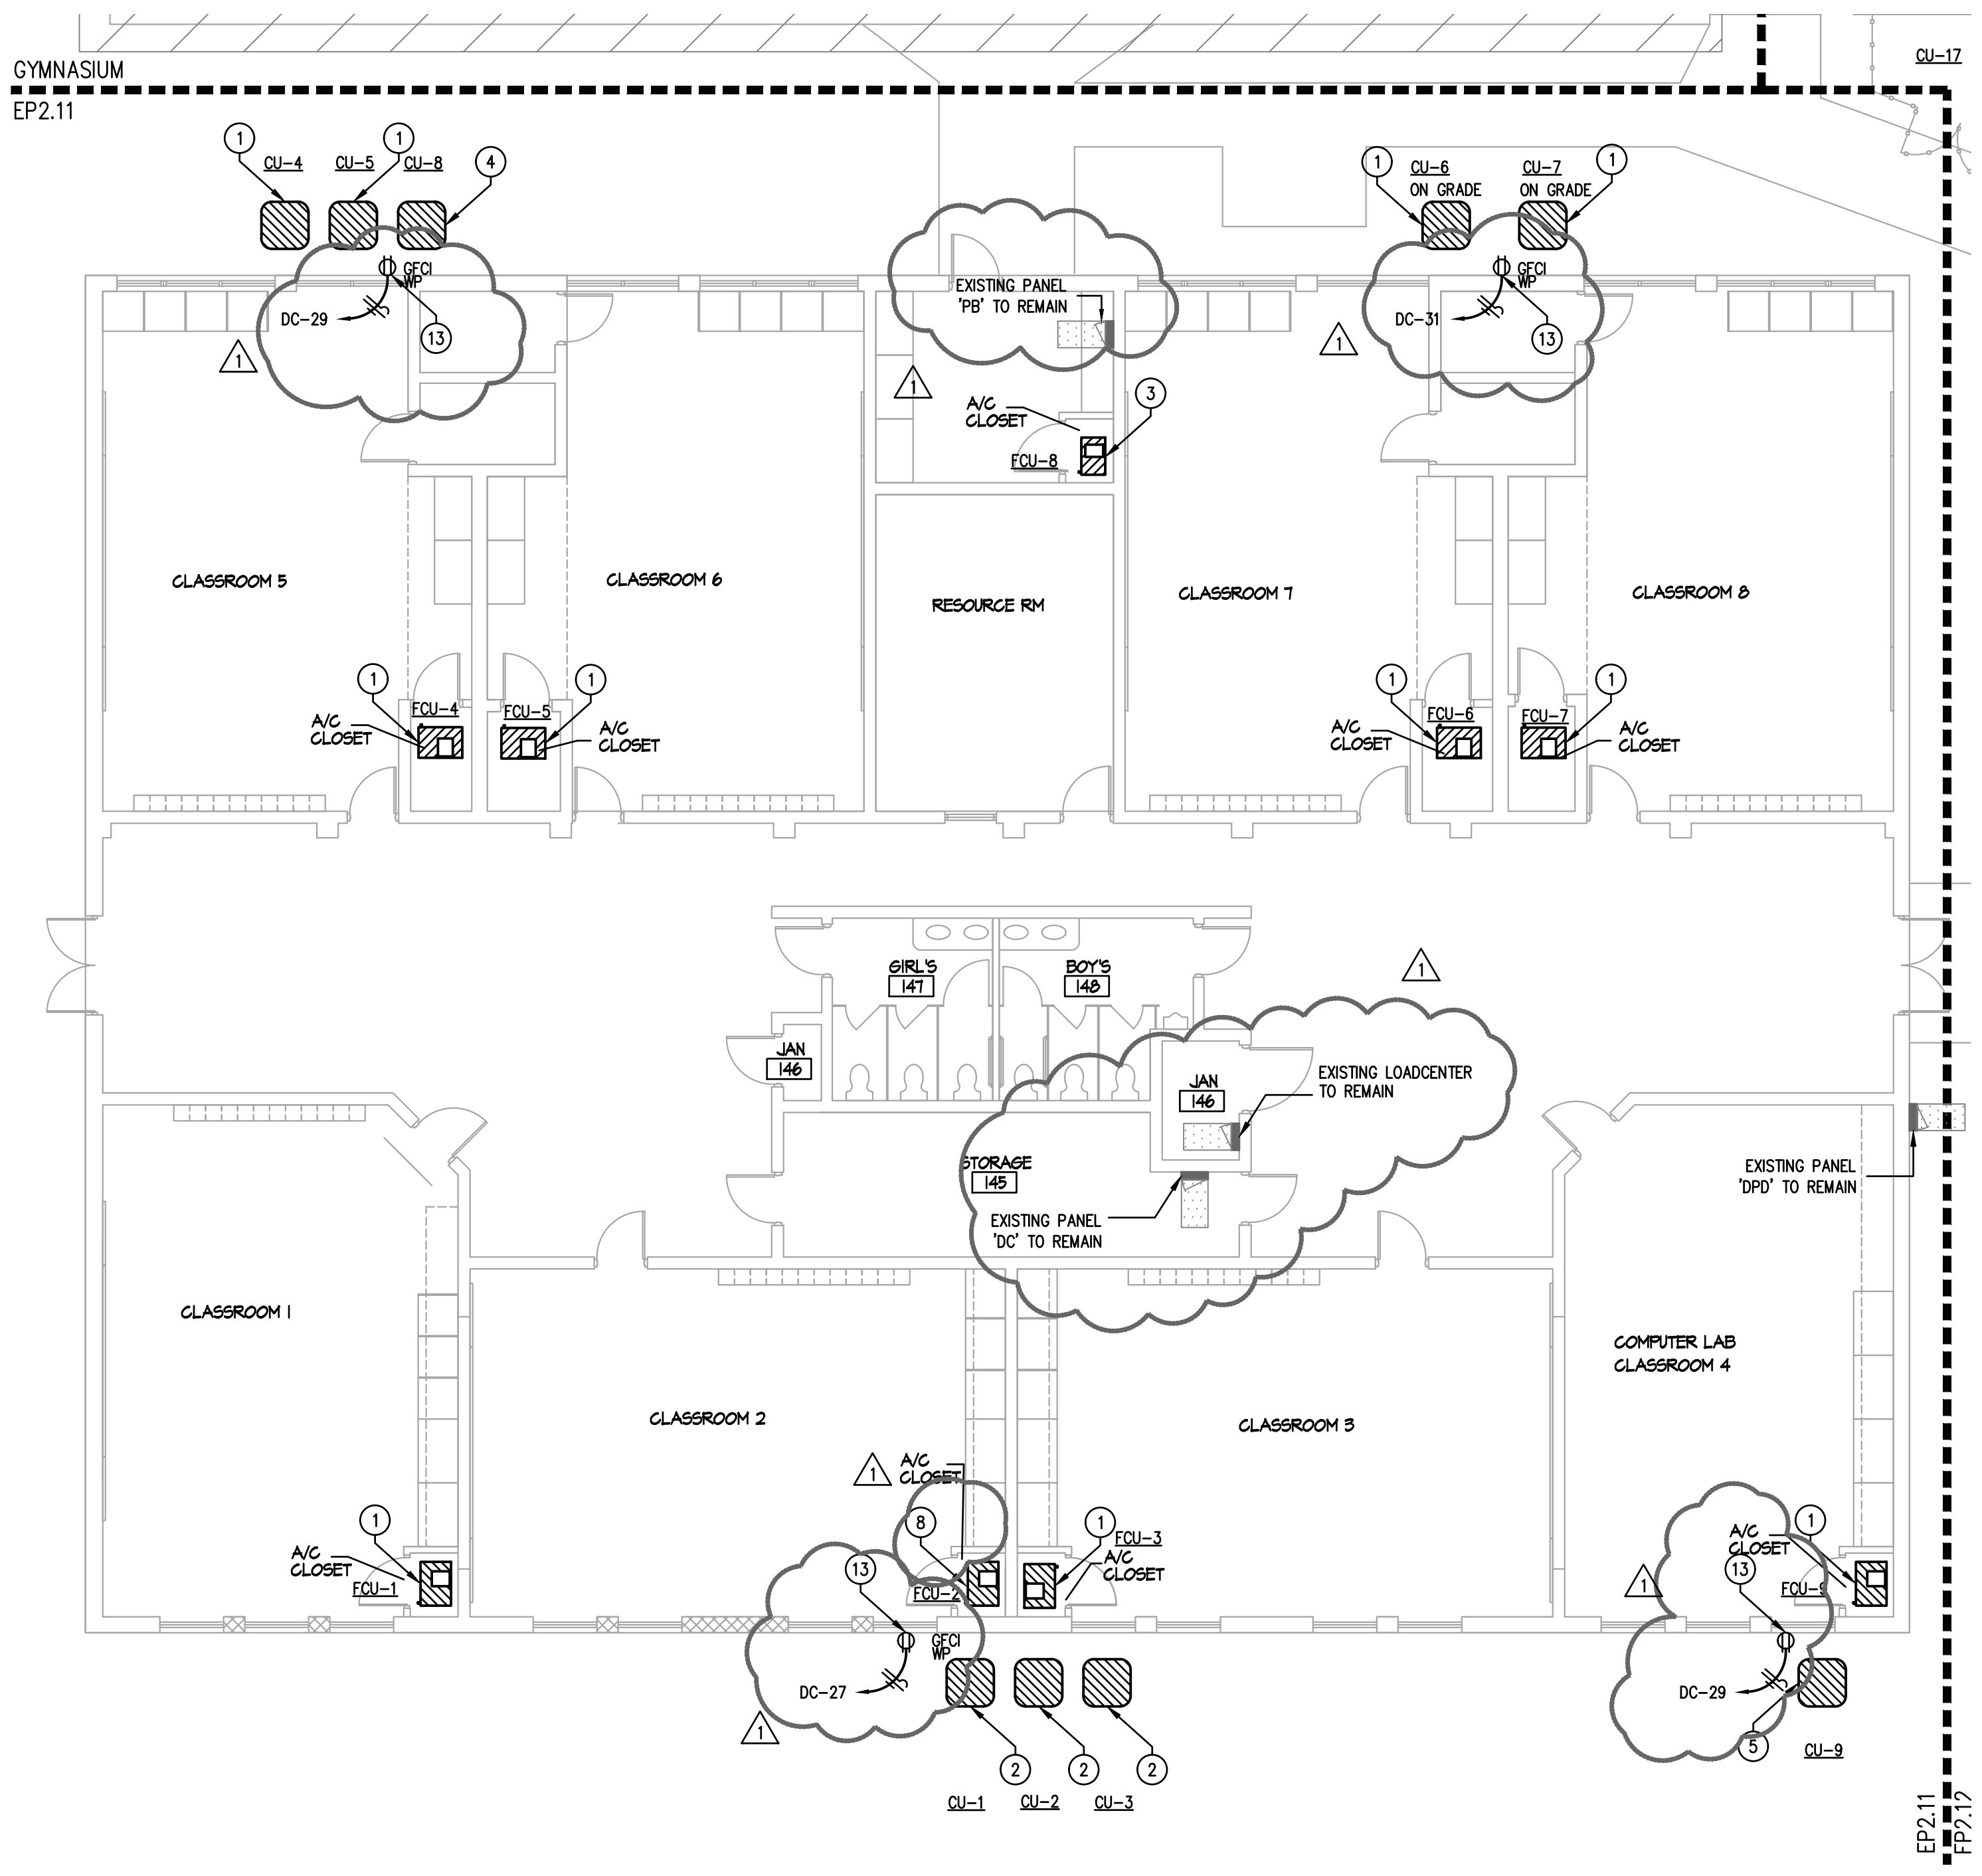 GYMNASIUM
EP2.11
CU-17
1
CU-4
CU-5
1
CU-8
4
1
CU-6
ON GRADE
CU-7
ON GRADE
1
GFCI
WP
DC-29
13
1
EXISTING PANEL
'PB' TO REMAIN
1
A/C
CLOSET
3
FCU-8
GFCI
WP
DC-31
13
1
CLASSROOM 5
CLASSROOM 6
RESOURCE RM
CLASSROOM 7
CLASSROOM 8
1
FCU-4
A/C
CLOSET
1
FCU-5
A/C
CLOSET
1
FCU-6
A/C
CLOSET
1
FCU-7
A/C
CLOSET
GIRL'S
147
BOY'S
148
1
JAN
146
JAN
146
EXISTING LOADCENTER
TO REMAIN
STORAGE
145
EXISTING PANEL
'DC' TO REMAIN
EXISTING PANEL
'DPD' TO REMAIN
CLASSROOM 1
CLASSROOM 2
CLASSROOM 3
COMPUTER LAB
CLASSROOM 4
1
A/C
CLOSET
1
A/C
CLOSET
FCU-1
8
13
FCU-2
1
FCU-3
A/C
CLOSET
1
A/C
CLOSET
13
1
FCU-9
GFCI
WP
DC-27
1
DC-29
5
CU-9
2
2
2
CU-1
CU-2
CU-3
EP2.11
EP2.12